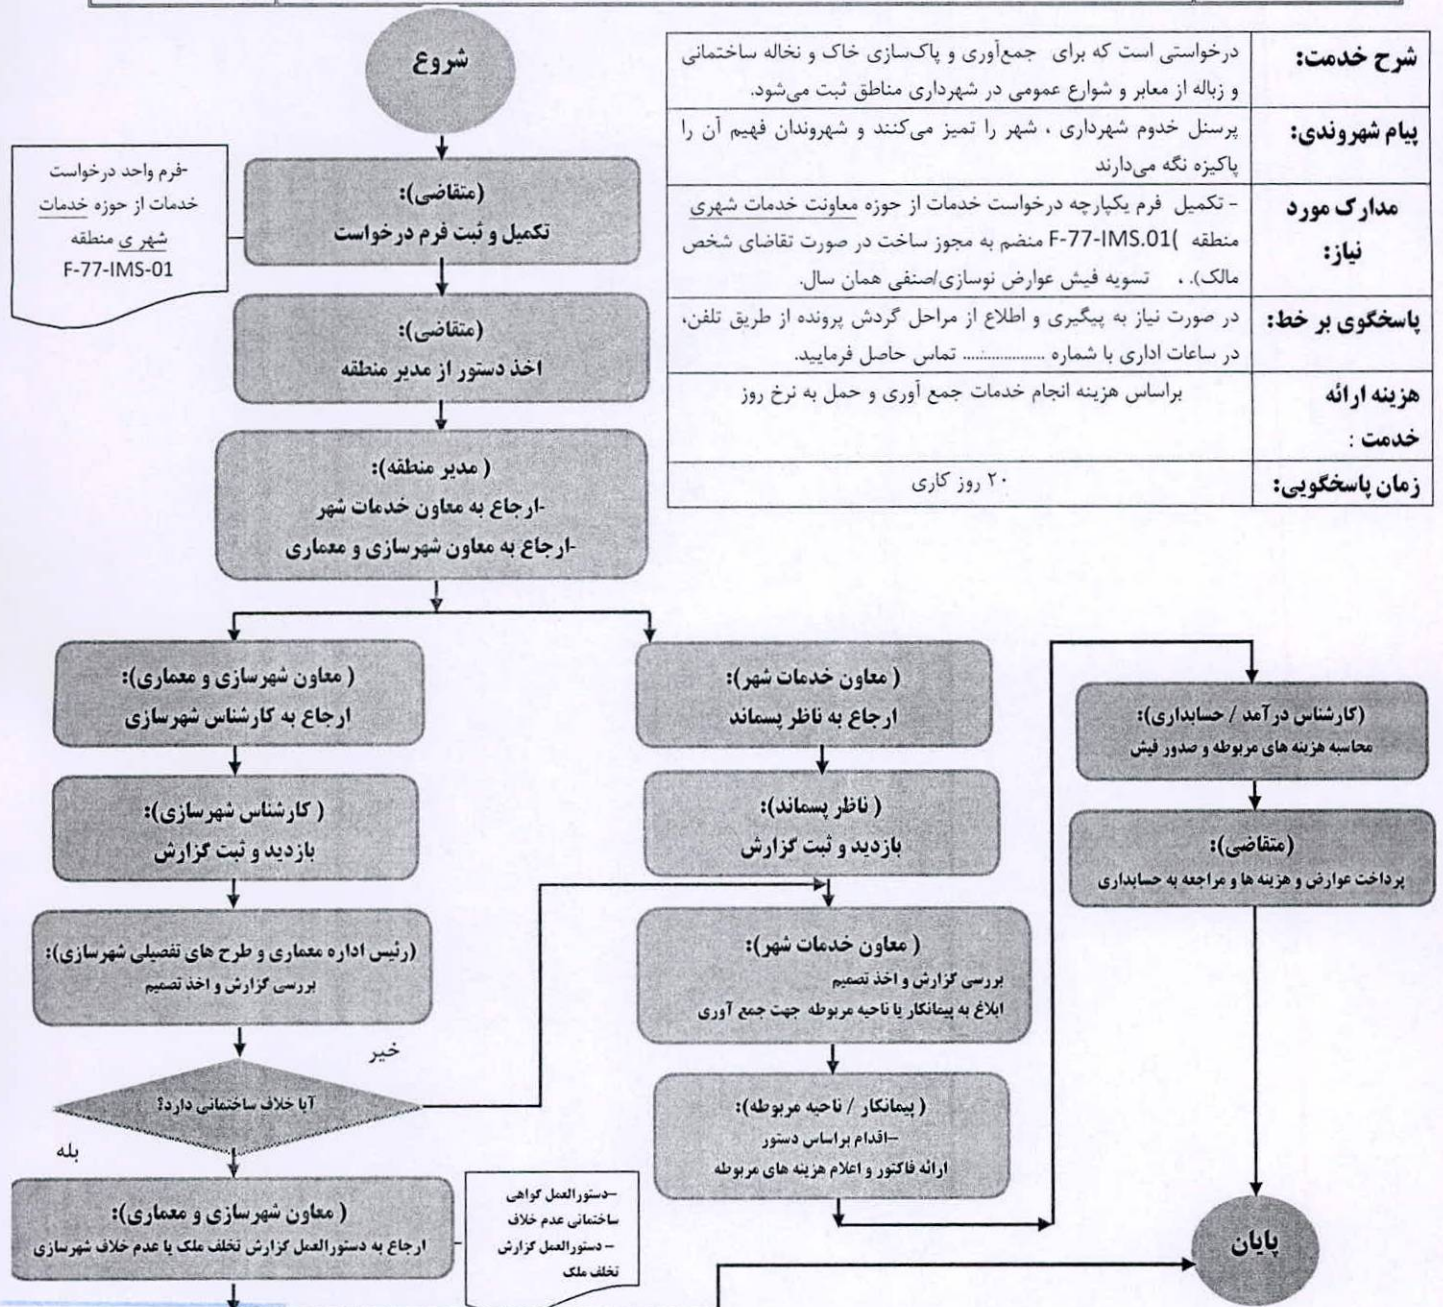 شروع
شرح خدمت:
درخواستی است که برای جمع‌آوری و پاک‌سازی خاک و نخاله ساختمانی
و زباله از معابر و شوارع عمومی در شهرداری مناطق ثبت می‌شود.
پیام شهروندی:
پرسنل خدوم شهرداری ، شهر را تمیز می‌کنند و شهروندان فهیم آن را
پاکیزه نگه می‌دارند
مدارک مورد
نیاز:
- تکمیل فرم یکپارچه درخواست خدمات از حوزه معاونت خدمات شهری
منطقه (F-77-IMS.01 منضم به مجوز ساخت در صورت تقاضای شخص
مالک). ، تسویه فیش عوارض نوسازی/صنفی همان سال.
پاسخگوی بر خط:
در صورت نیاز به پیگیری و اطلاع از مراحل گردش پرونده از طریق تلفن،
در ساعات اداری با شماره .................. تماس حاصل فرمایید.
هزینه ارائه
خدمت :
براساس هزینه انجام خدمات جمع آوری و حمل به نرخ روز
زمان پاسخگویی:
۲۰ روز کاری
-فرم واحد درخواست
خدمات از حوزه خدمات
شهر ی منطقه
F-77-IMS-01
(متقاضی):
تکمیل و ثبت فرم درخواست
(متقاضی):
اخذ دستور از مدیر منطقه
( مدیر منطقه):
-ارجاع به معاون خدمات شهر
-ارجاع به معاون شهرسازی و معماری
( معاون خدمات شهر):
ارجاع به ناظر پسماند
( ناظر پسماند):
بازدید و ثبت گزارش
( معاون خدمات شهر):
بررسی گزارش و اخذ تصمیم
ابلاغ به پیمانکار یا ناحیه مربوطه جهت جمع آوری
( پیمانکار / ناحیه مربوطه):
–اقدام براساس دستور
ارائه فاکتور و اعلام هزینه های مربوطه
( معاون شهرسازی و معماری):
ارجاع به کارشناس شهرسازی
( کارشناس شهرسازی):
بازدید و ثبت گزارش
(رئیس اداره معماری و طرح های تفصیلی شهرسازی):
بررسی گزارش و اخذ تصمیم
خیر
آیا خلاف ساختمانی دارد؟
بله
( معاون شهرسازی و معماری):
ارجاع به دستورالعمل گزارش تخلف ملک یا عدم خلاف شهرسازی
–دستورالعمل گواهی
ساختمانی عدم خلاف
– دستورالعمل گزارش
تخلف ملک
(کارشناس درآمد / حسابداری):
محاسبه هزینه های مربوطه و صدور فیش
(متقاضی):
پرداخت عوارض و هزینه ها و مراجعه به حسابداری
پایان